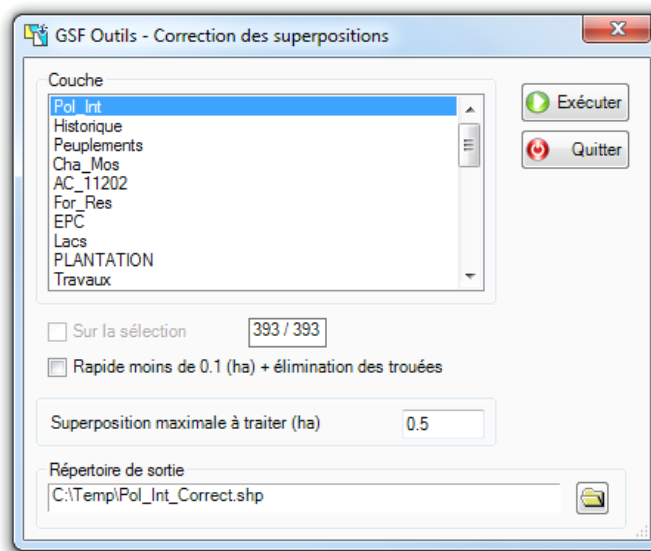 GSF Outils - Correction des superpositions
Couche
Pol_Int
Historique
Peuplements
Cha_Mos
AC_11202
For_Res
EPC
Lacs
PLANTATION
Travaux
Exécuter
Quitter
Sur la sélection
393 / 393
Rapide moins de 0.1 (ha) + élimination des trouées
Superposition maximale à traiter (ha)
0.5
Répertoire de sortie
C:\Temp\Pol_Int_Correct.shp